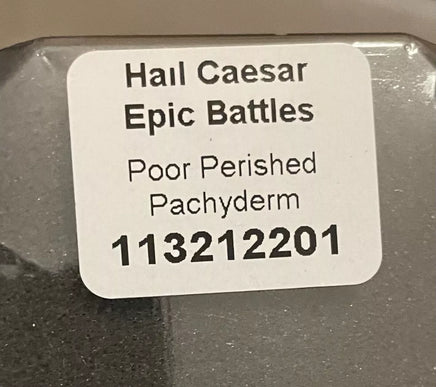 Hail Caesar
Epic Battles
Poor Perished
Pachyderm
113212201